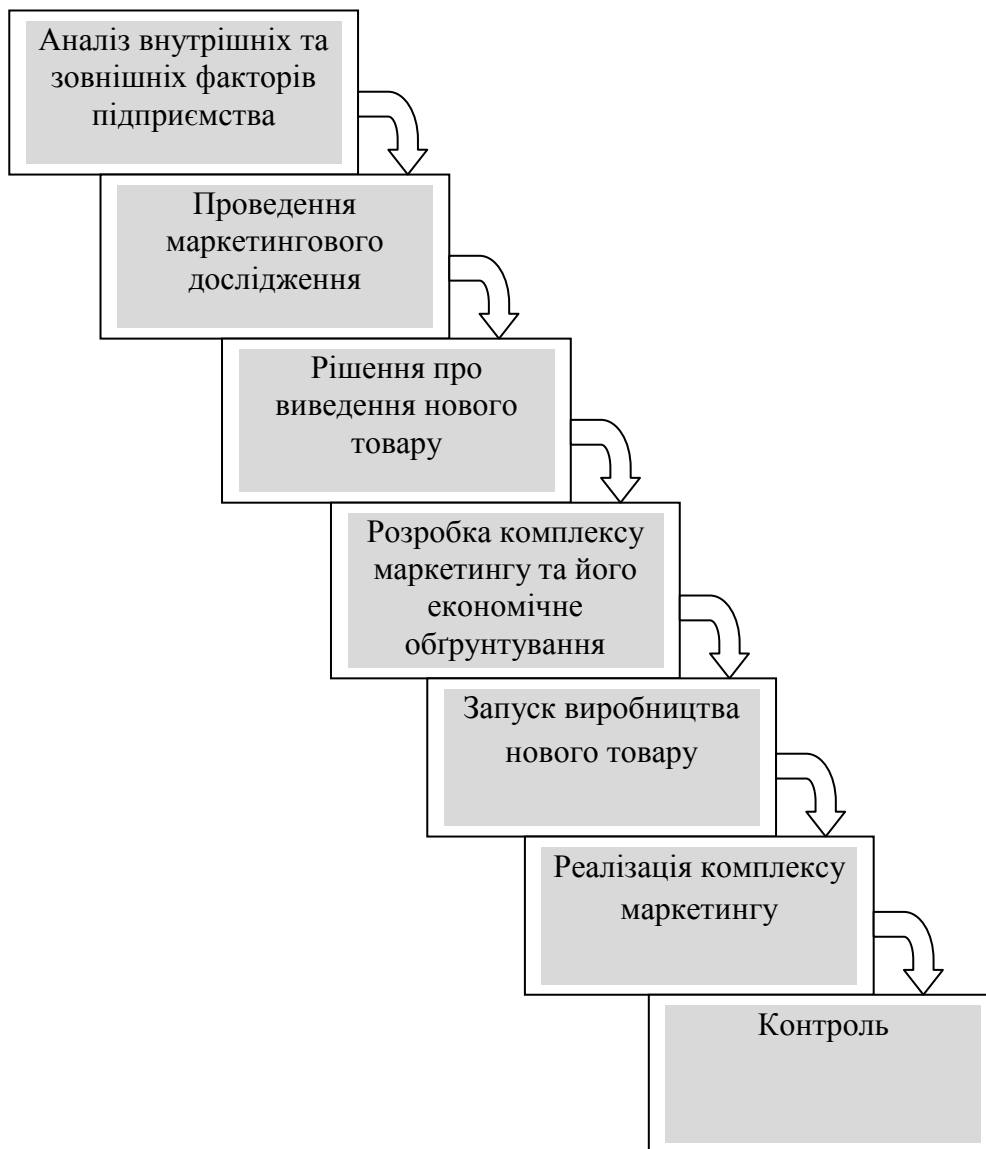 Аналіз внутрішніх та
зовнішніх факторів
підприємства
Проведення
маркетингового
дослідження
Рішення про
виведення нового
товару
Розробка комплексу
маркетингу та його
економічне
обґрунтування
Запуск виробництва
нового товару
Реалізація комплексу
маркетингу
Контроль